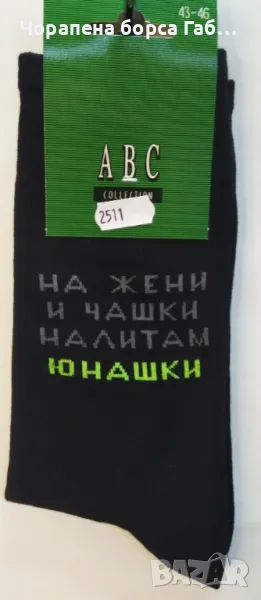 Чорапена борса Габ...
43-46
ABC
COLLECTION
2511
НА ЖЕНИ
И ЧАШКИ
НАЛИТАМ
ЮНАШКИ
BAZAR